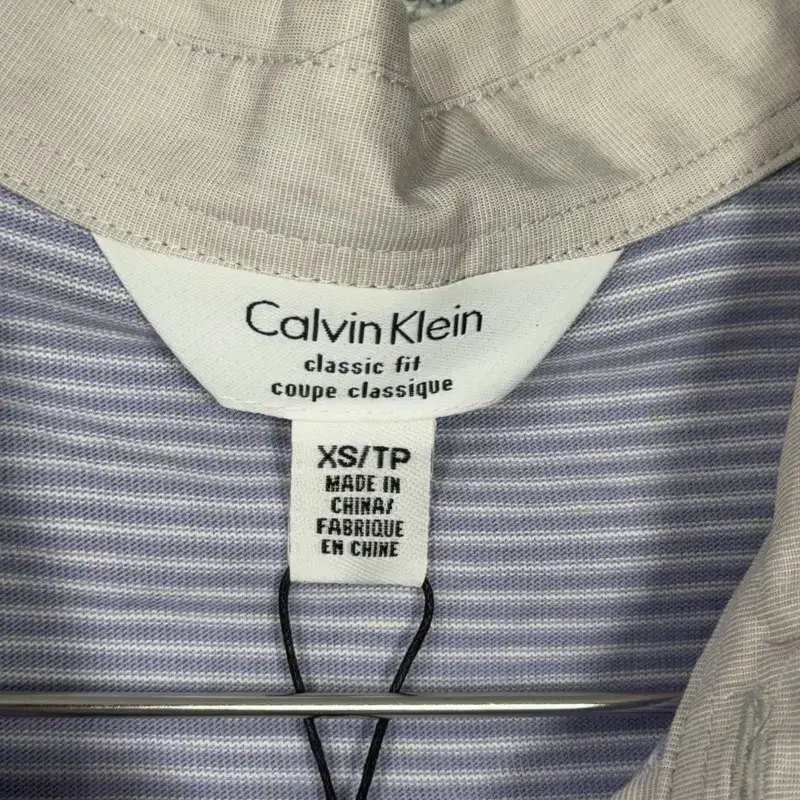 Calvin Klein
classic fit
coupe classique
XS/TP
MADE IN
CHINA/
FABRIQUE
EN CHINE